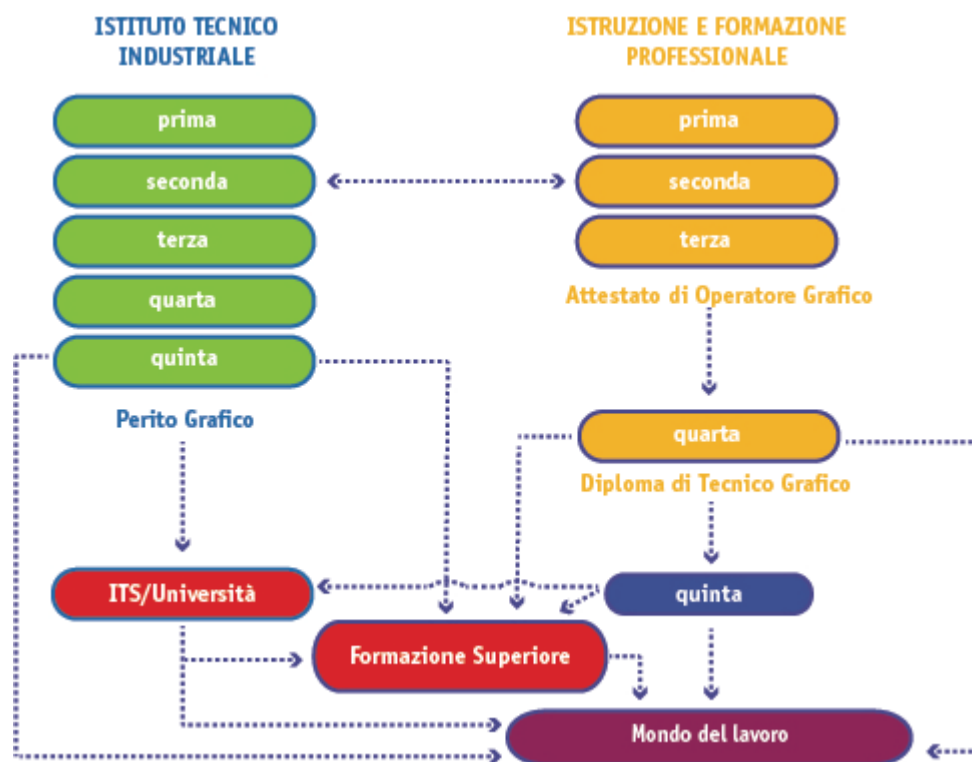 ISTITUTO TECNICO
INDUSTRIALE
prima
seconda
terza
quarta
quinta
Perito Grafico
ITS/Università
ISTRUZIONE E FORMAZIONE
PROFESSIONALE
prima
seconda
terza
Attestato di Operatore Grafico
quarta
Diploma di Tecnico Grafico
quinta
Formazione Superiore
Mondo del lavoro